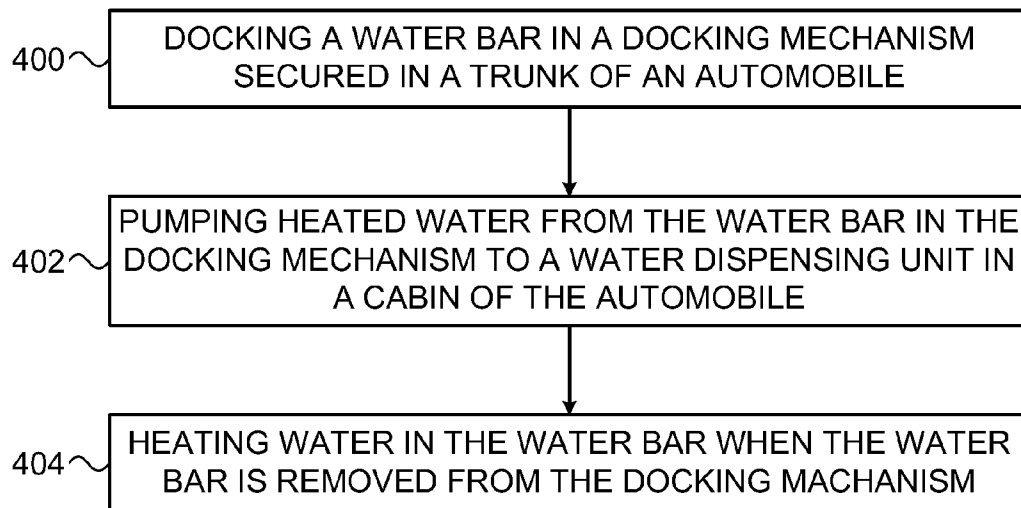 400
DOCKING A WATER BAR IN A DOCKING MECHANISM
SECURED IN A TRUNK OF AN AUTOMOBILE
402
PUMPING HEATED WATER FROM THE WATER BAR IN THE
DOCKING MECHANISM TO A WATER DISPENSING UNIT IN
A CABIN OF THE AUTOMOBILE
404
HEATING WATER IN THE WATER BAR WHEN THE WATER
BAR IS REMOVED FROM THE DOCKING MACHANISM